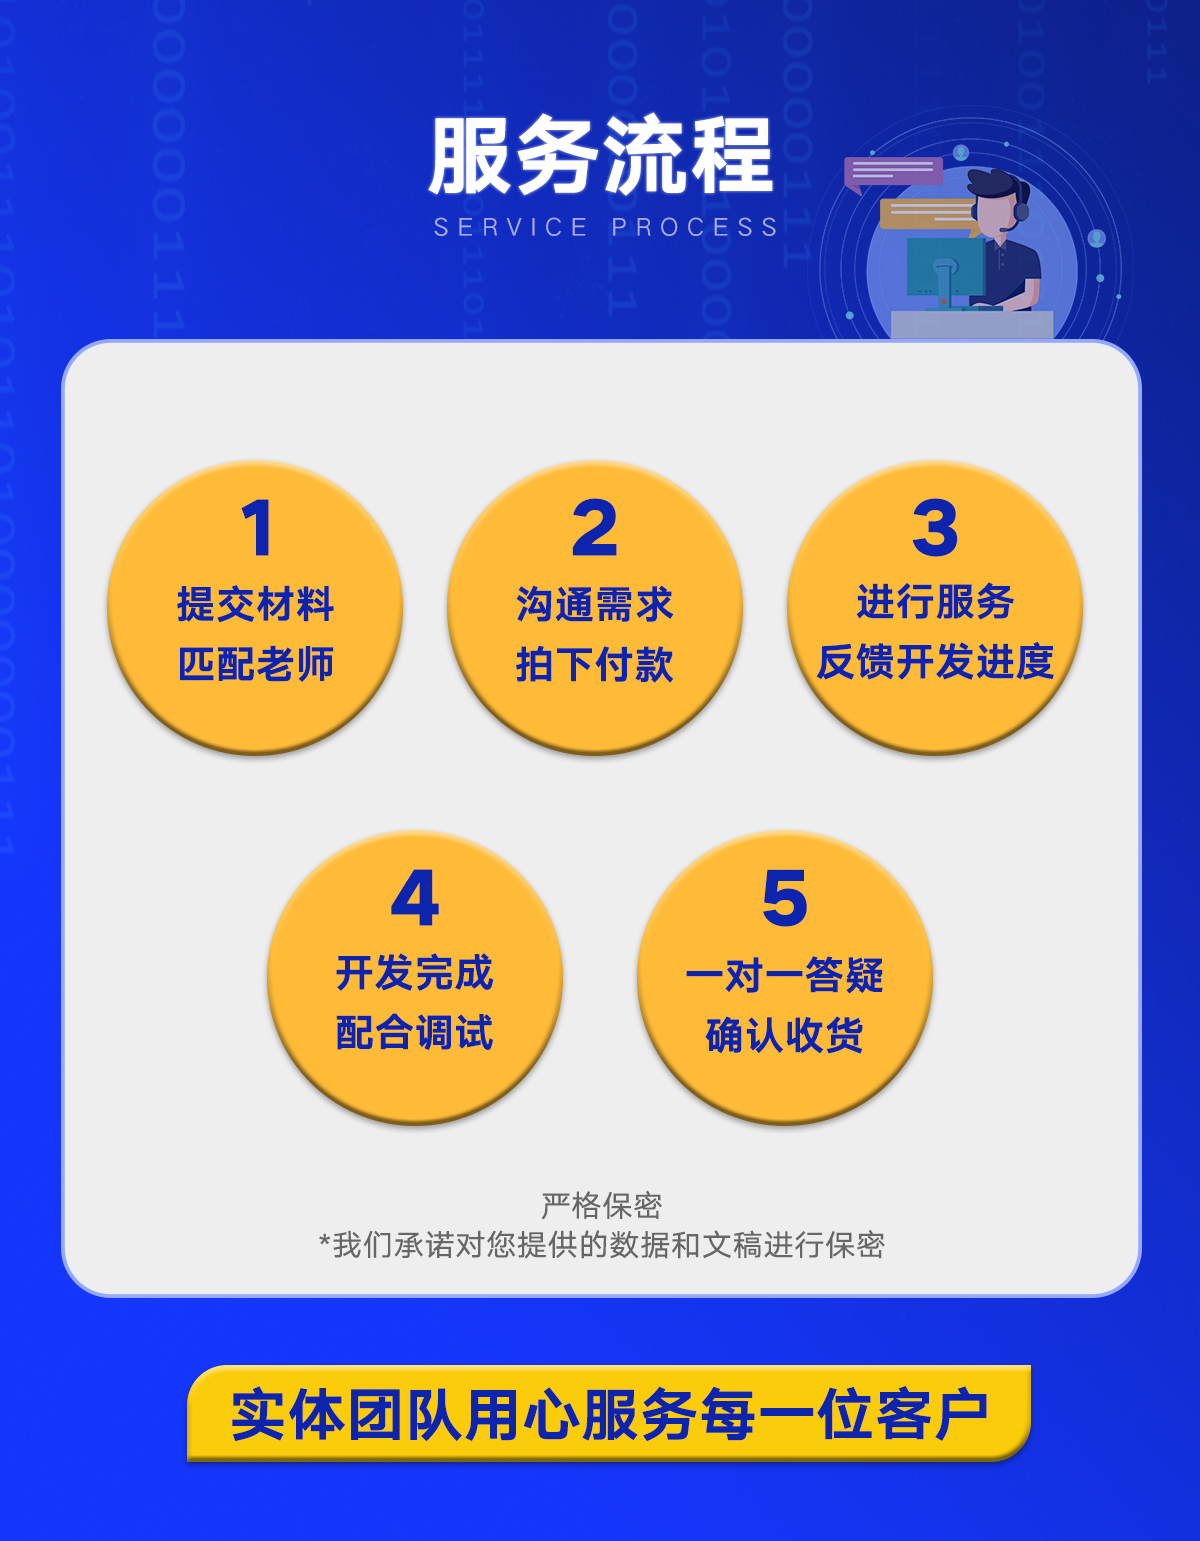 服务流程
SERVICE PROCESS
1
提交材料
匹配老师
2
沟通需求
拍下付款
3
进行服务
反馈开发进度
4
开发完成
配合调试
5
一对一答疑
确认收货
严格保密
*我们承诺对您提供的数据和文稿进行保密
实体团队用心服务每一位客户